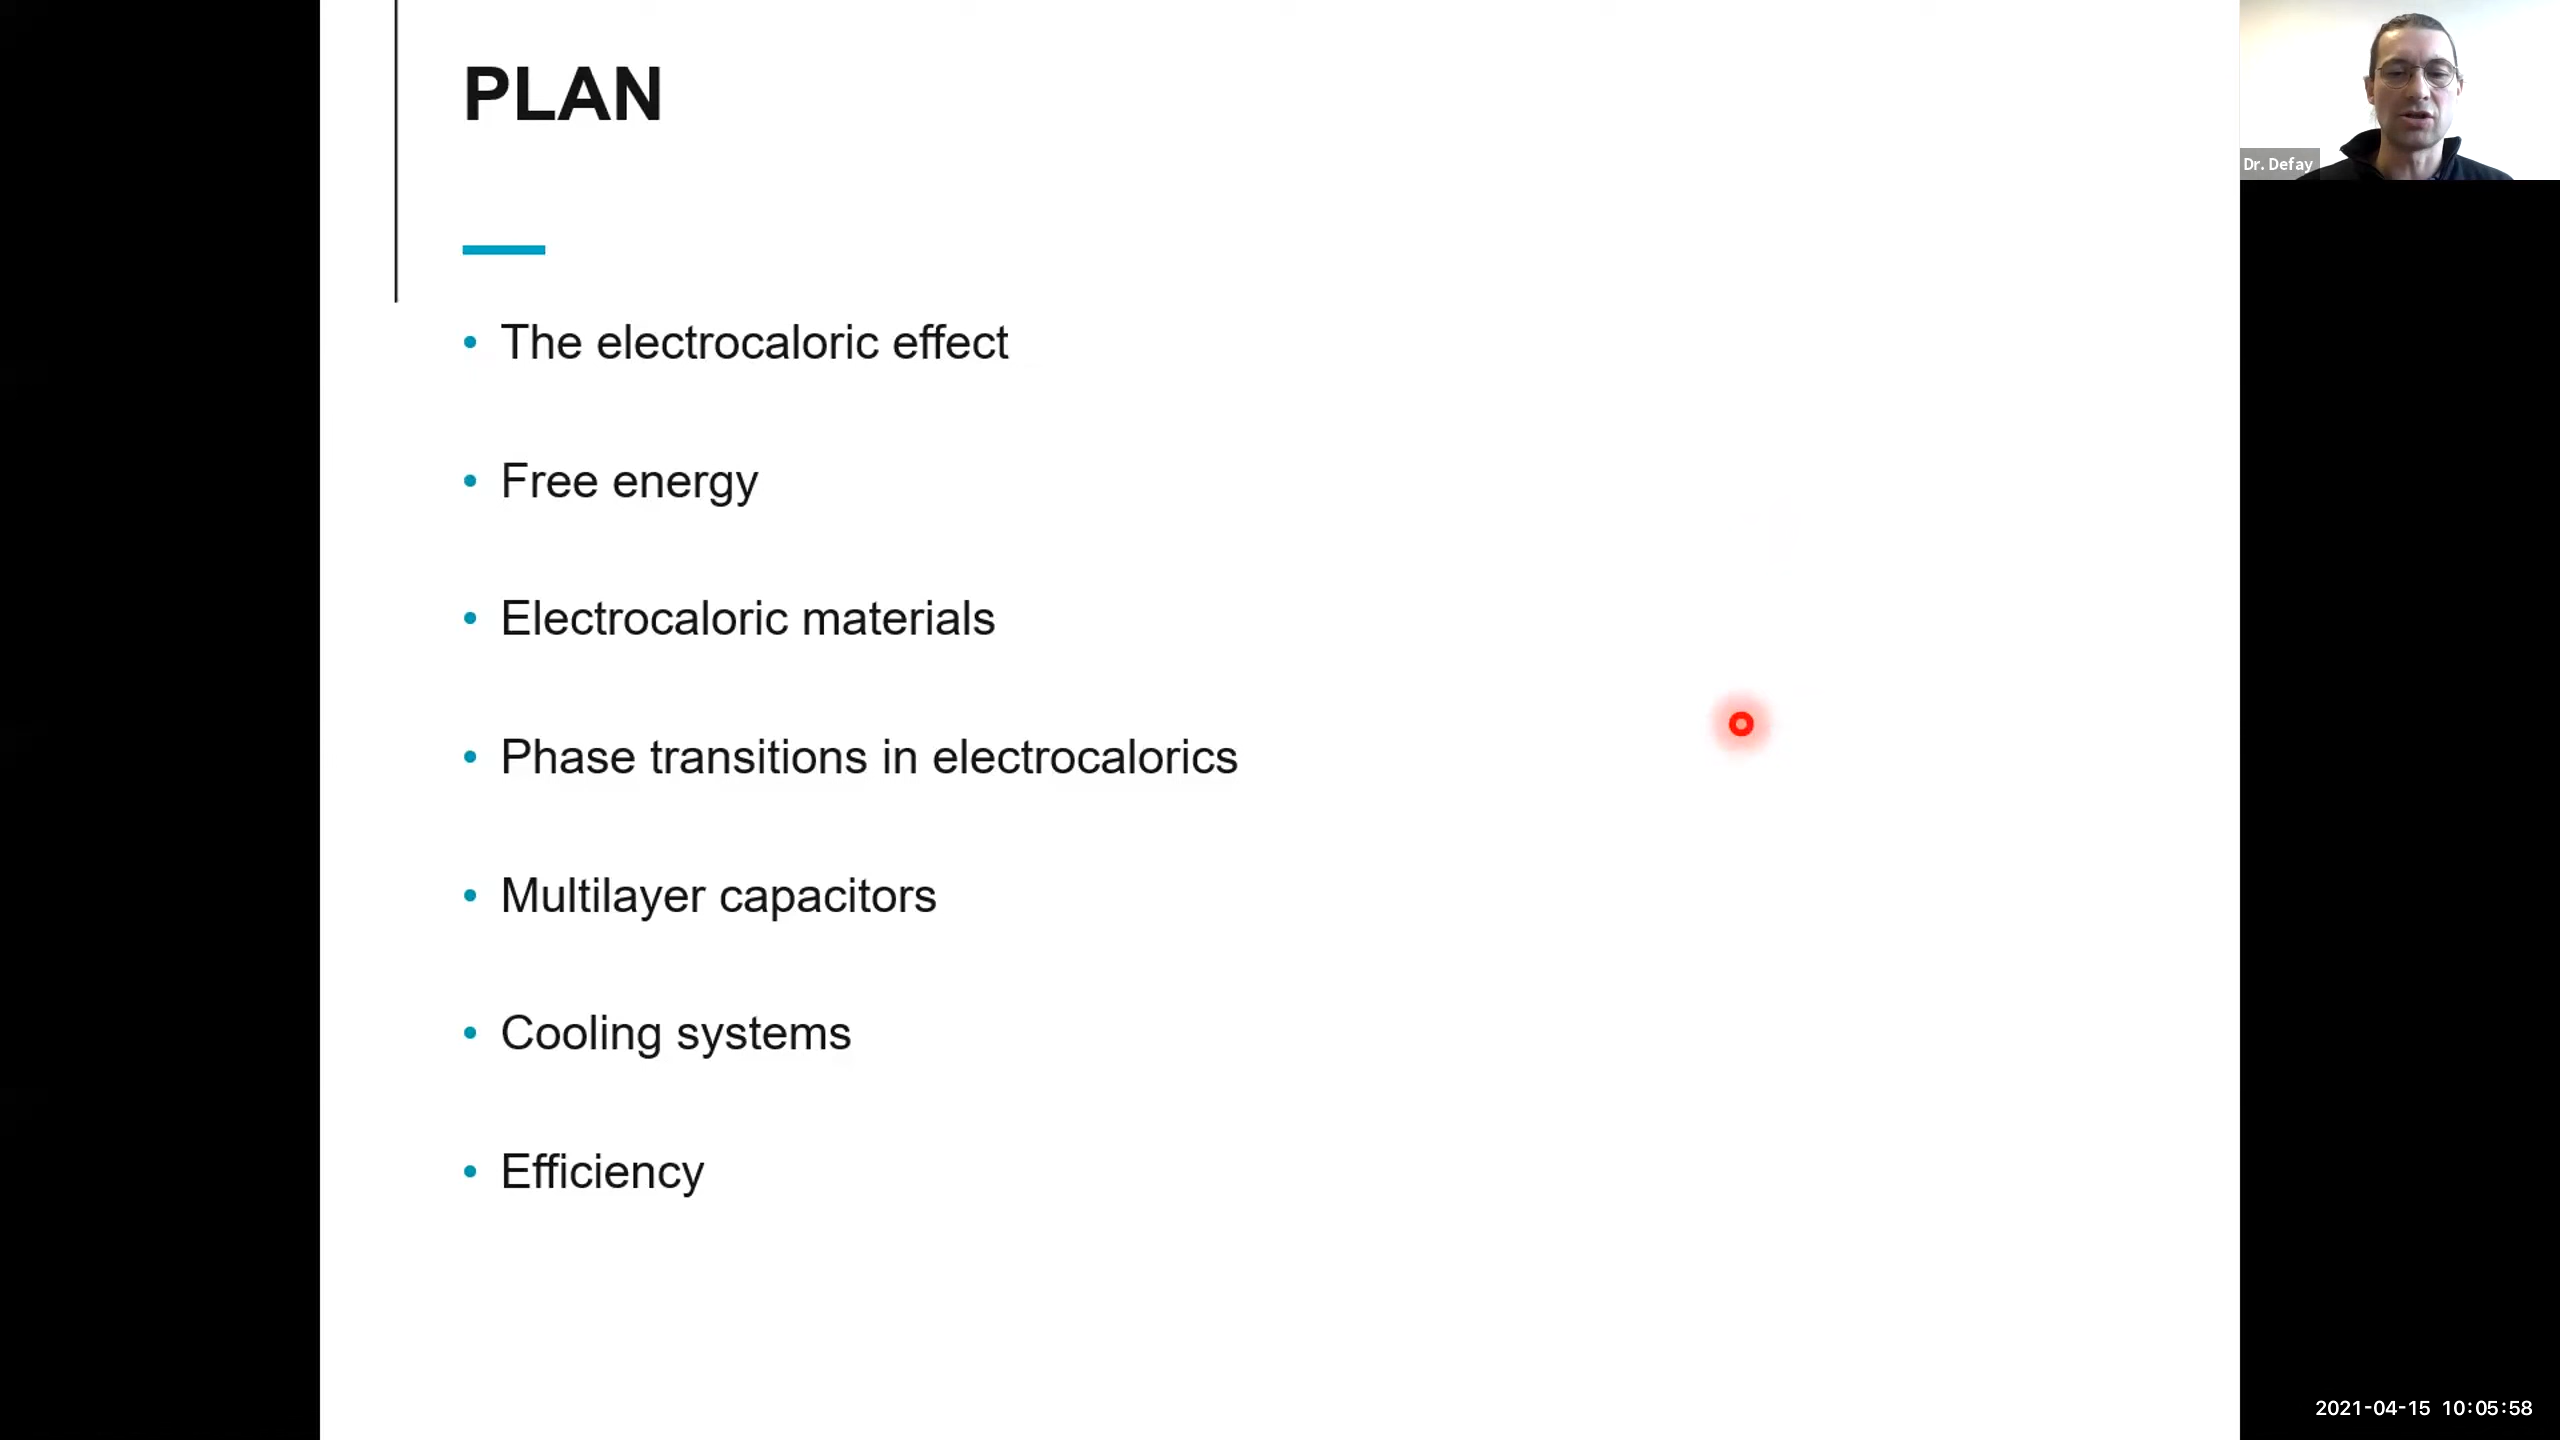 PLAN
• The electrocaloric effect
• Free energy
• Electrocaloric materials
• Phase transitions in electrocalorics
• Multilayer capacitors
• Cooling systems
• Efficiency
Dr. Defay
2021-04-15 10:05:58